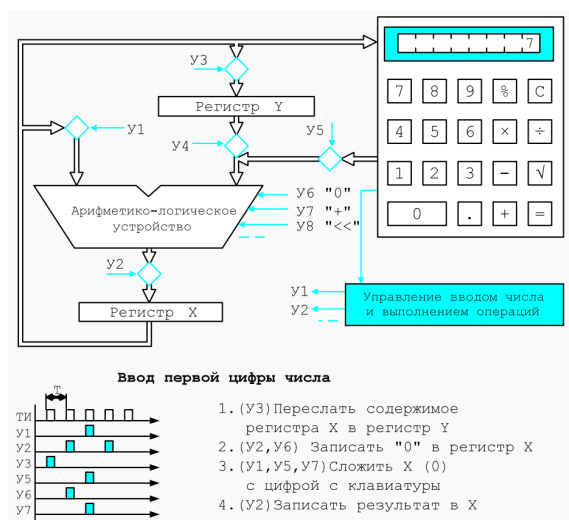 7
У3
7 8 9 % C
Регистр Y
У1
У4
У5
4 5 6 × ÷
1 2 3 − √
У6 "0"
Арифметико-логическое
устройство
У7 "+"
У8 "<<"
0 . + =
У2
У1
У2
Управление вводом числа
и выполнением операций
Регистр X
Ввод первой цифры числа
T
ТИ
У1
У2
У3
У5
У6
У7
1.(У3)Переслать содержимое
регистра X в регистр Y
2.(У2,У6) Записать "0" в регистр X
3.(У1,У5,У7)Сложить X (0)
с цифрой с клавиатуры
4.(У2)Записать результат в X